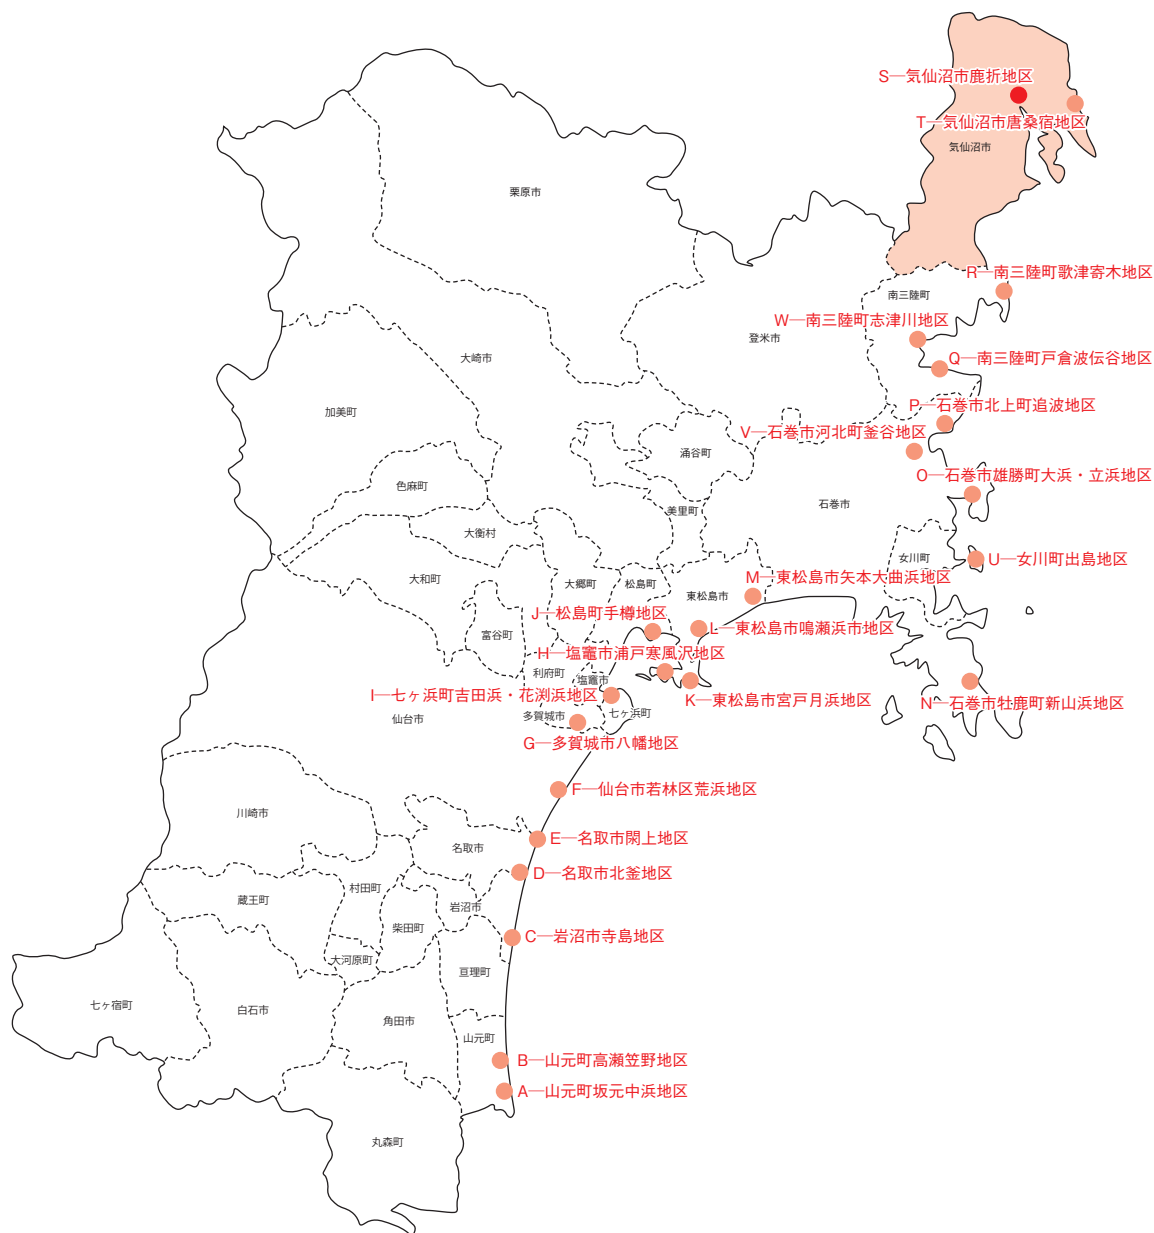 S—気仙沼市鹿折地区
T—気仙沼市唐桑宿地区
気仙沼市
栗原市
R—南三陸町歌津寄木地区
南三陸町
W—南三陸町志津川地区
登米市
大崎市
Q—南三陸町戸倉波伝谷地区
加美町
P—石巻市北上町追波地区
V—石巻市河北町釜谷地区
涌谷町
O—石巻市雄勝町大浜・立浜地区
色麻町
石巻市
美里町
大衡村
女川町
U—女川町出島地区
大和町
大郷町
松島町
M—東松島市矢本大曲浜地区
東松島市
J—松島町手樽地区
L—東松島市鳴瀬浜市地区
富谷町
H—塩竈市浦戸寒風沢地区
利府町
塩竈市
I—七ヶ浜町吉田浜・花渕浜地区
K—東松島市宮戸月浜地区
N—石巻市牡鹿町新山浜地区
仙台市
多賀城市
七ヶ浜町
G—多賀城市八幡地区
F—仙台市若林区荒浜地区
川崎市
E—名取市閖上地区
名取市
D—名取市北釜地区
村田町
蔵王町
岩沼市
柴田町
C—岩沼市寺島地区
大河原町
亘理町
七ヶ宿町
白石市
角田市
山元町
B—山元町高瀬笠野地区
A—山元町坂元中浜地区
丸森町